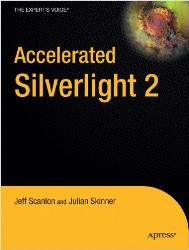 THE EXPERT'S VOICE®
Accelerated
Silverlight 2
Jeff Scanlon and Julian Skinner
Apress®